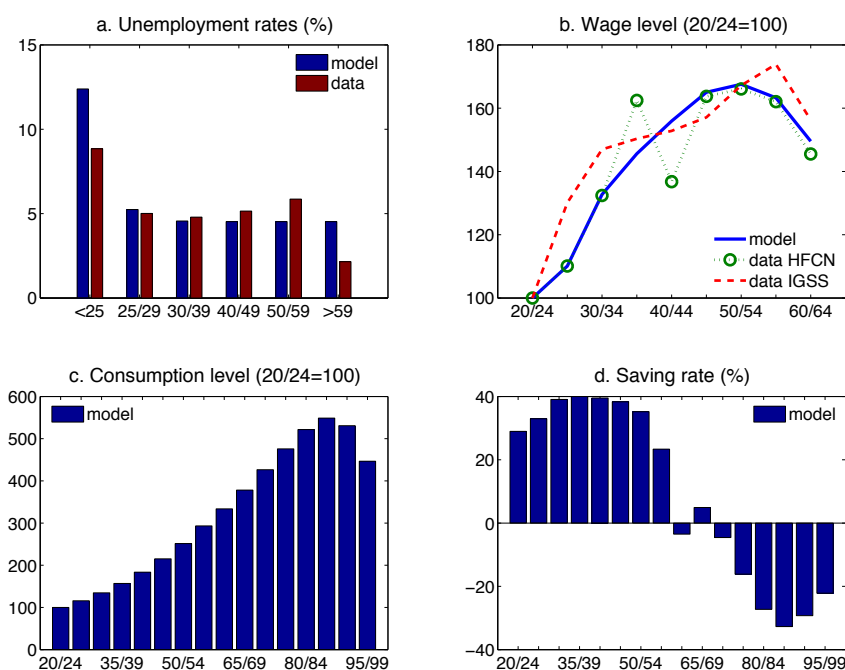 a. Unemployment rates (%)
15
10
5
0
<25 25/29 30/39 40/49 50/59 >59
model
data
b. Wage level (20/24=100)
180
160
140
120
100
20/24 30/34 40/44 50/54 60/64
model
data HFCN
data IGSS
c. Consumption level (20/24=100)
600
500
400
300
200
100
0
20/24 35/39 50/54 65/69 80/84 95/99
model
d. Saving rate (%)
40
20
0
−20
−40
20/24 35/39 50/54 65/69 80/84 95/99
model